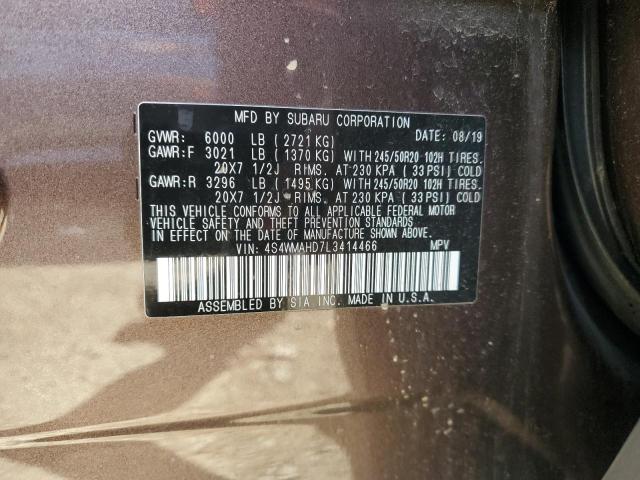 MFD BY SUBARU CORPORATION
GVWR: 6000 LB ( 2721 KG) DATE: 08/19
GAWR:F 3021 LB ( 1370 KG) WITH 245/50R20 102H TIRES.
20X7 1/2J RIMS. AT 230 KPA ( 33 PSI) COLD
GAWR:R 3296 LB ( 1495 KG) WITH 245/50R20 102H TIRES.
20X7 1/2J RIMS. AT 230 KPA ( 33 PSI) COLD
THIS VEHICLE CONFORMS TO ALL APPLICABLE FEDERAL MOTOR
VEHICLE SAFETY AND THEFT PREVENTION STANDARDS
IN EFFECT ON DATE OF MANUFACTURE SHOWN ABOVE.
VIN: 4S4WMAHD7L3414466 MPV
ASSEMBLED BY SIA INC. MADE IN U.S.A.